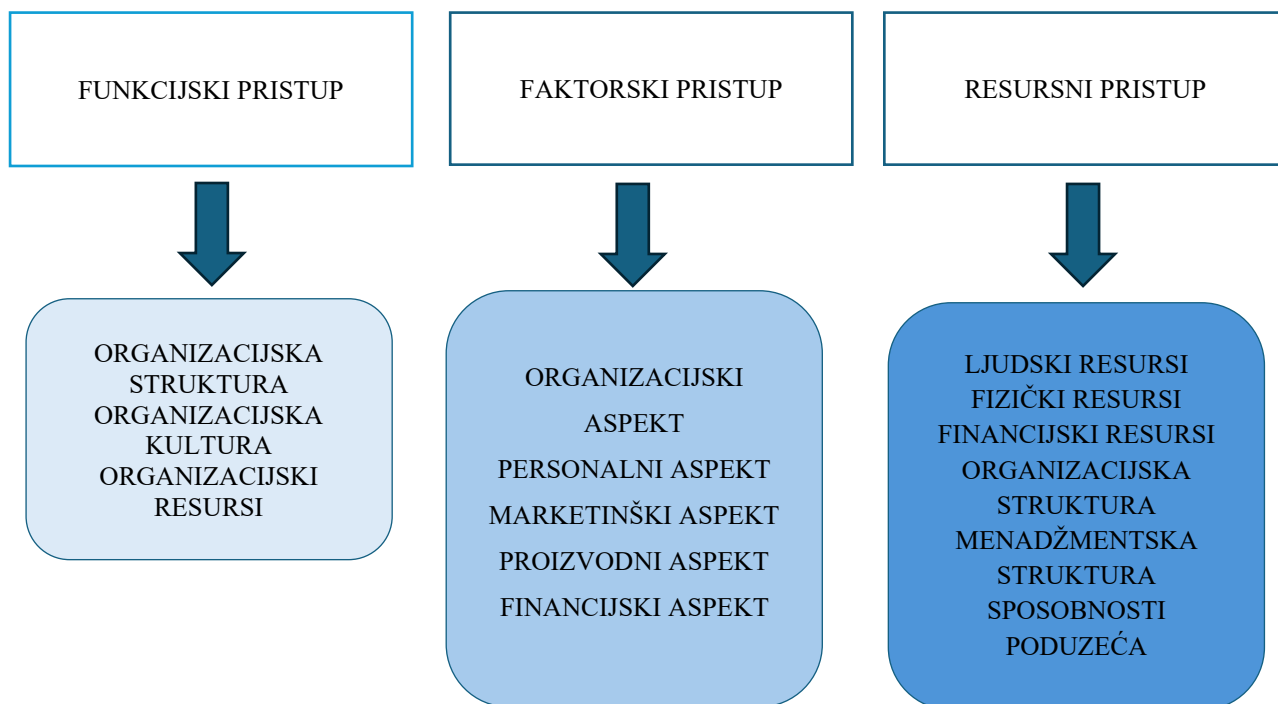 FUNKCIJSKI PRISTUP
FAKTORSKI PRISTUP
RESURSNI PRISTUP
ORGANIZACIJSKA
STRUKTURA
ORGANIZACIJSKA
KULTURA
ORGANIZACIJSKI
RESURSI
ORGANIZACIJSKI
ASPEKT
PERSONALNI ASPEKT
MARKETINŠKI ASPEKT
PROIZVODNI ASPEKT
FINANCIJSKI ASPEKT
LJUDSKI RESURSI
FIZIČKI RESURSI
FINANCIJSKI RESURSI
ORGANIZACIJSKA
STRUKTURA
MENADŽMENTSKA
STRUKTURA
SPOSOBNOSTI
PODUZEĆA